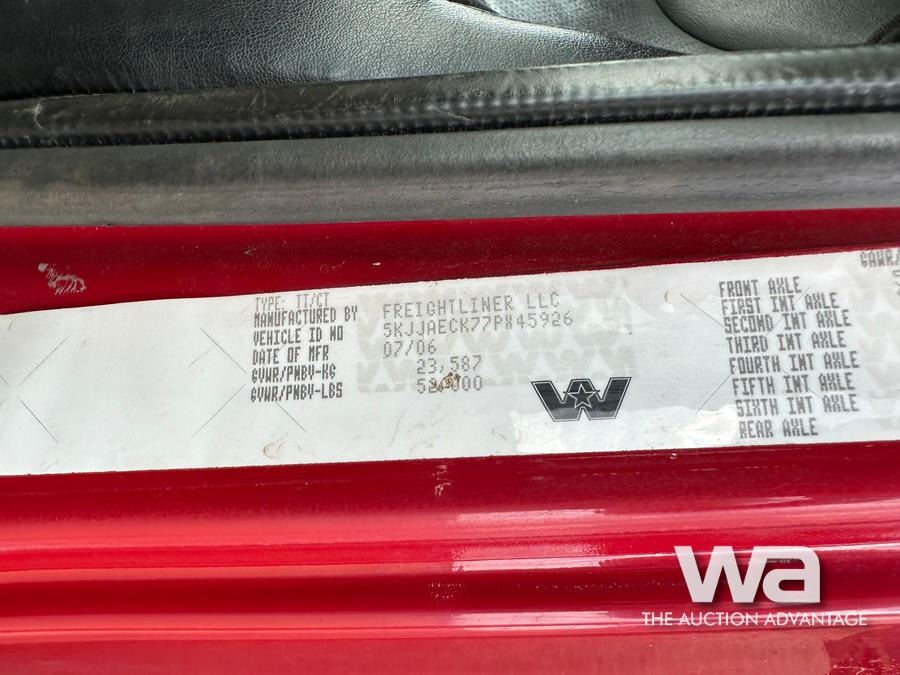 TYPE: TT/CT
MANUFACTURED BY FREIGHTLINER LLC
VEHICLE ID NO 5KJJAECK77PX45926
DATE OF MFR 07/06
GVWR/PNBV-KG 23,587
GVWR/PNBV-LBS
W
GAWR/
FRONT AXLE
FIRST INT AXLE
SECOND INT AXLE
THIRD INT AXLE
FOURTH INT AXLE
FIFTH INT AXLE
SIXTH INT AXLE
REAR AXLE
wa
THE AUCTION ADVANTAGE